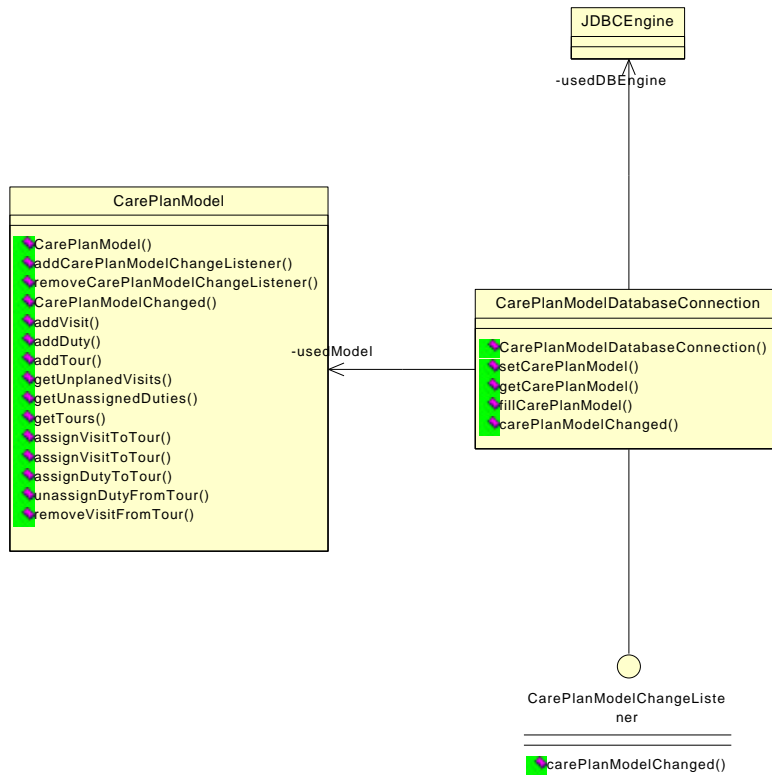 JDBCEngine
-usedDBEngine
CarePlanModel
CarePlanModel()
addCarePlanModelChangeListener()
removeCarePlanModelChangeListener()
CarePlanModelChanged()
addVisit()
addDuty()
addTour()
getUnplanedVisits()
getUnassignedDuties()
getTours()
assignVisitToTour()
assignVisitToTour()
assignDutyToTour()
unassignDutyFromTour()
removeVisitFromTour()
-usedModel
CarePlanModelDatabaseConnection
CarePlanModelDatabaseConnection()
setCarePlanModel()
getCarePlanModel()
fillCarePlanModel()
carePlanModelChanged()
CarePlanModelChangeListe
ner
carePlanModelChanged()